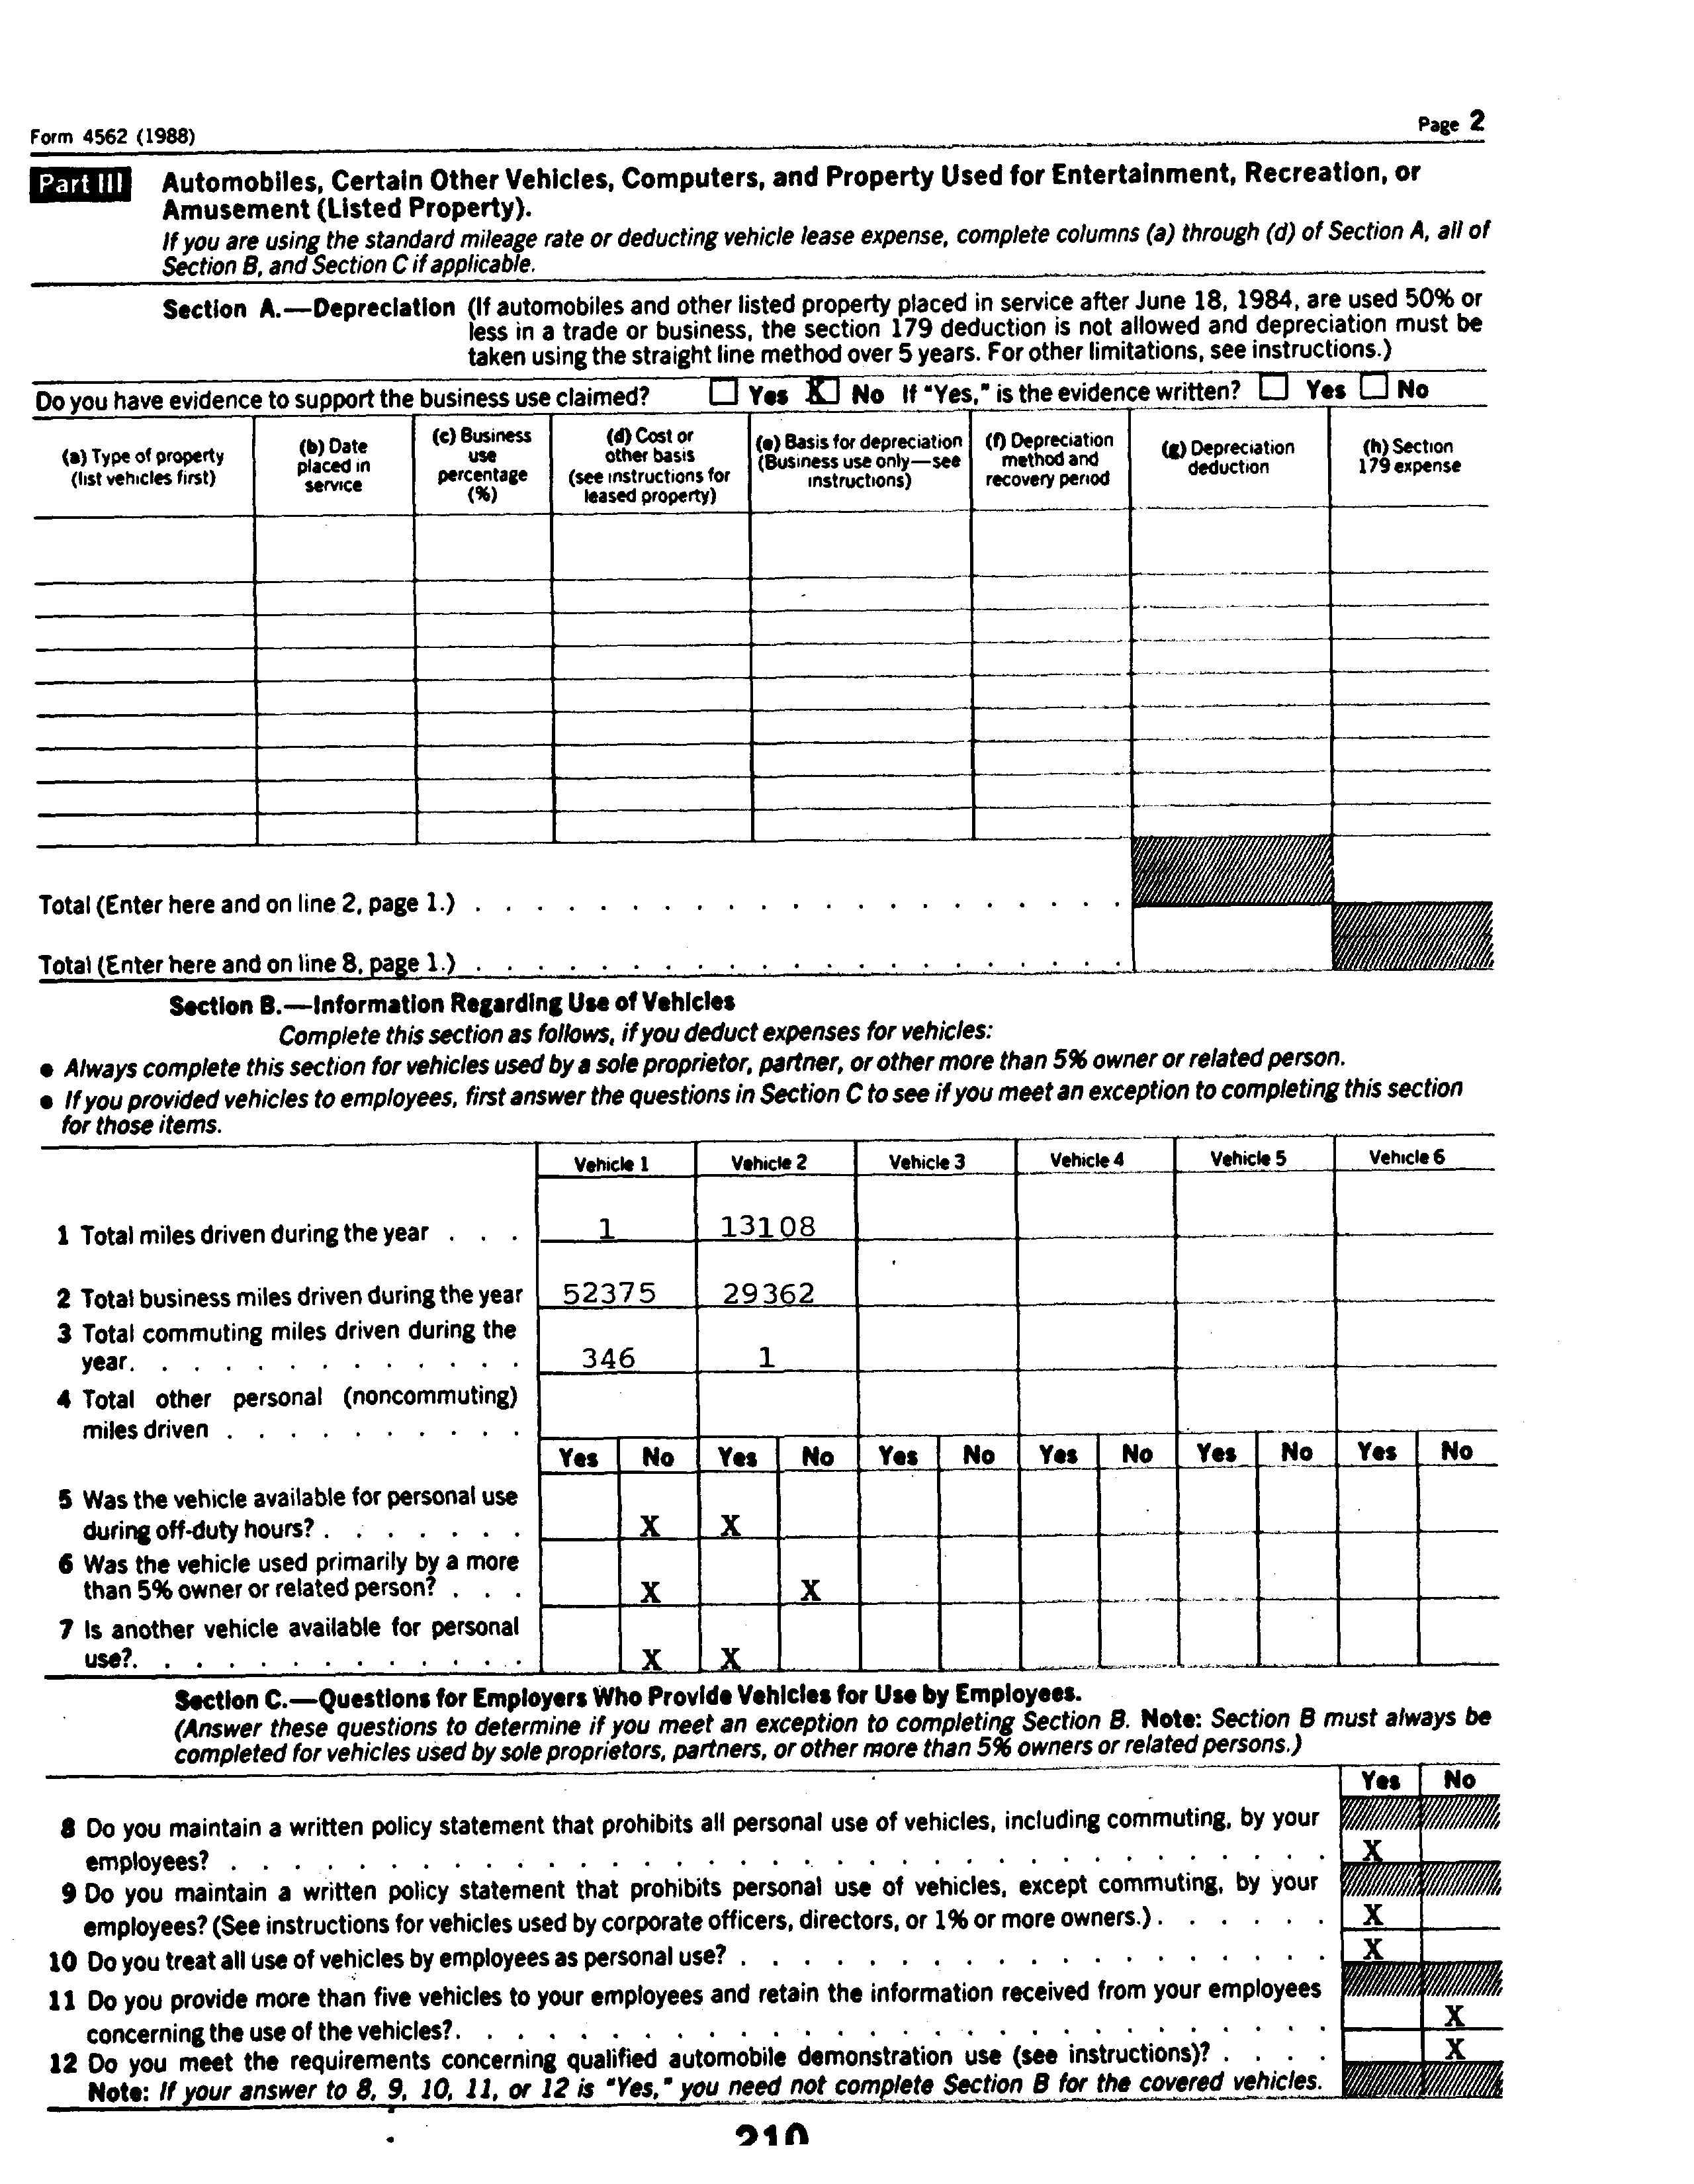 Form 4562 (1988)
Page 2
Part III Automobiles, Certain Other Vehicles, Computers, and Property Used for Entertainment, Recreation, or
Amusement (Listed Property).
If you are using the standard mileage rate or deducting vehicle lease expense, complete columns (a) through (d) of Section A, all of
Section B, and Section C if applicable.
Section A.—Depreciation (If automobiles and other listed property placed in service after June 18, 1984, are used 50% or
less in a trade or business, the section 179 deduction is not allowed and depreciation must be
taken using the straight line method over 5 years. For other limitations, see instructions.)
Do you have evidence to support the business use claimed? Yes X No If "Yes," is the evidence written? Yes No
(a) Type of property
(list vehicles first)
(b) Date
placed in
service
(c) Business
use
percentage
(%)
(d) Cost or
other basis
(see instructions for
leased property)
(e) Basis for depreciation
(Business use only—see
instructions)
(f) Depreciation
method and
recovery period
(g) Depreciation
deduction
(h) Section
179 expense
Total (Enter here and on line 2, page 1.) . . . . . . . . . . . . . . . . . . . . .
Total (Enter here and on line 8, page 1.) . . . . . . . . . . . . . . . . . . . . .
Section B.—Information Regarding Use of Vehicles
Complete this section as follows, if you deduct expenses for vehicles:
● Always complete this section for vehicles used by a sole proprietor, partner, or other more than 5% owner or related person.
● If you provided vehicles to employees, first answer the questions in Section C to see if you meet an exception to completing this section
for those items.
Vehicle 1 Vehicle 2 Vehicle 3 Vehicle 4 Vehicle 5 Vehicle 6
1 Total miles driven during the year . . . 1 13108
2 Total business miles driven during the year 52375 29362
3 Total commuting miles driven during the
year. . . . . . . . . . . . . . 346 1
4 Total other personal (noncommuting)
miles driven . . . . . . . . . .
Yes No Yes No Yes No Yes No Yes No Yes No
5 Was the vehicle available for personal use
during off-duty hours? . . . . . . . X X
6 Was the vehicle used primarily by a more
than 5% owner or related person? . . . X X
7 Is another vehicle available for personal
use?. . . . . . . . . . . . . . X X
Section C.—Questions for Employers Who Provide Vehicles for Use by Employees.
(Answer these questions to determine if you meet an exception to completing Section B. Note: Section B must always be
completed for vehicles used by sole proprietors, partners, or other more than 5% owners or related persons.)
Yes No
8 Do you maintain a written policy statement that prohibits all personal use of vehicles, including commuting, by your
employees? . . . . . . . . . . . . . . . . . . . . . . . . . . . . . . . . . . . X
9 Do you maintain a written policy statement that prohibits personal use of vehicles, except commuting, by your
employees? (See instructions for vehicles used by corporate officers, directors, or 1% or more owners.) . . . . . . X
10 Do you treat all use of vehicles by employees as personal use? . . . . . . . . . . . . . . . . . . . X
11 Do you provide more than five vehicles to your employees and retain the information received from your employees
concerning the use of the vehicles?. . . . . . . . . . . . . . . . . . . . . . . . . . . . X
12 Do you meet the requirements concerning qualified automobile demonstration use (see instructions)? . . . . X
Note: If your answer to 8, 9, 10, 11, or 12 is "Yes," you need not complete Section B for the covered vehicles.
210